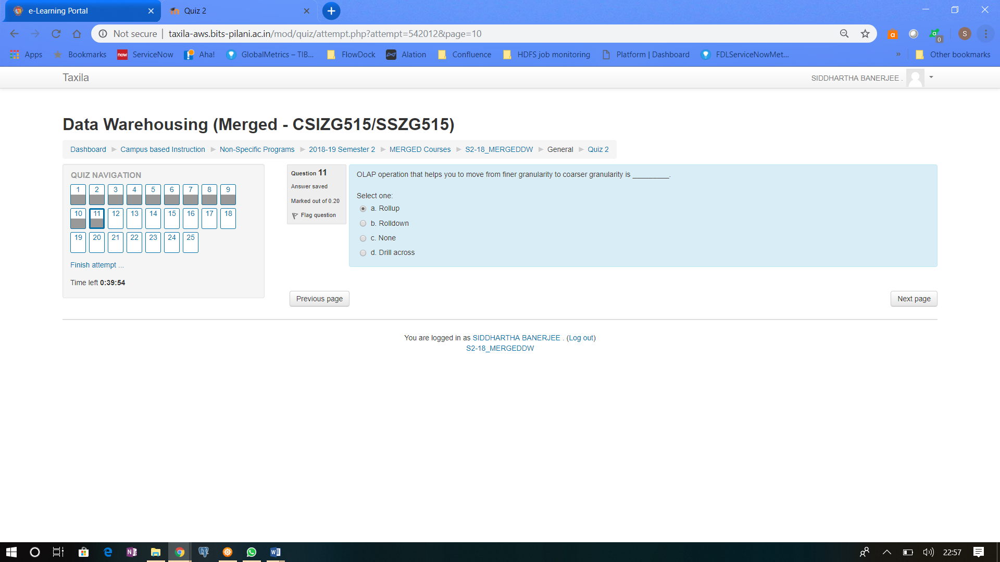 e-Learning Portal
Quiz 2
Not secure | taxila-aws.bits-pilani.ac.in/mod/quiz/attempt.php?attempt=542012&page=10
a
0
S
Apps
Bookmarks
now ServiceNow
Aha!
GlobalMetrics – TIB...
FlowDock
Alation
Confluence
HDFS job monitoring
Platform | Dashboard
FDLServiceNowMet...
»
Other bookmarks
Taxila
SIDDHARTHA BANERJEE .
Data Warehousing (Merged - CSIZG515/SSZG515)
Dashboard ► Campus based Instruction ► Non-Specific Programs ► 2018-19 Semester 2 ► MERGED Courses ► S2-18_MERGEDDW ► General ► Quiz 2
QUIZ NAVIGATION
1 2 3 4 5 6 7 8 9
10 11 12 13 14 15 16 17 18
19 20 21 22 23 24 25
Finish attempt ...
Time left 0:39:54
Question 11
Answer saved
Marked out of 0.20
Flag question
OLAP operation that helps you to move from finer granularity to coarser granularity is _________.
Select one:
a. Rollup
b. Rolldown
c. None
d. Drill across
Previous page
Next page
You are logged in as SIDDHARTHA BANERJEE . (Log out)
S2-18_MERGEDDW
22:57